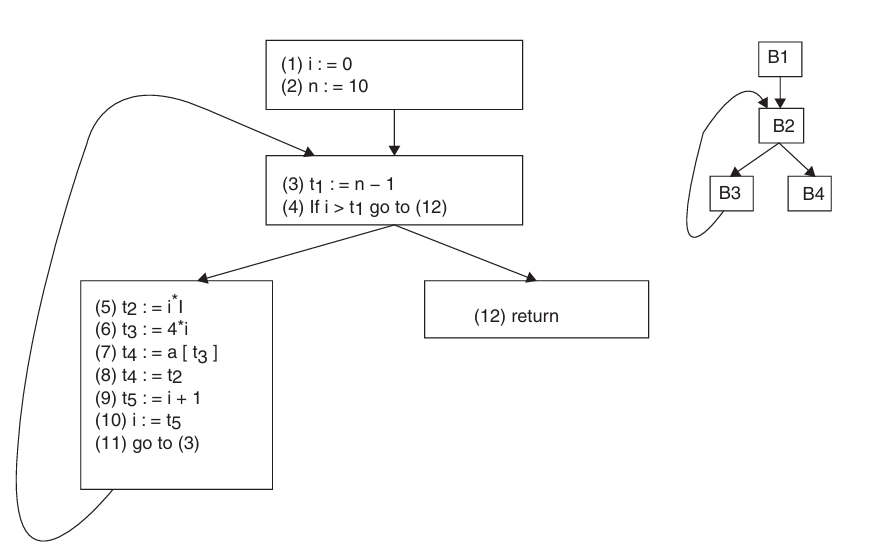 (1) i : = 0
(2) n : = 10
(3) t1 : = n – 1
(4) If i > t1 go to (12)
(5) t2 : = i*I
(6) t3 : = 4*i
(7) t4 : = a [ t3 ]
(8) t4 : = t2
(9) t5 : = i + 1
(10) i : = t5
(11) go to (3)
(12) return
B1
B2
B3
B4